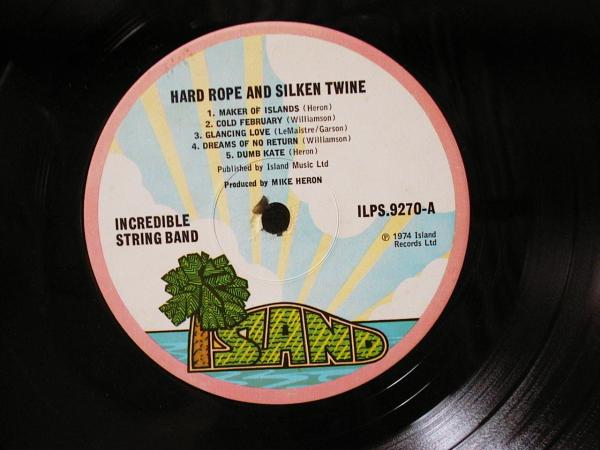 HARD ROPE AND SILKEN TWINE
1. MAKER OF ISLANDS (Heron)
2. COLD FEBRUARY (Williamson)
3. GLANCING LOVE (LeMaistre/Garson)
4. DREAMS OF NO RETURN (Williamson)
5. DUMB KATE (Heron)
Published by Island Music Ltd
Produced by MIKE HERON
INCREDIBLE
STRING BAND
ILPS.9270-A
℗ 1974 Island
Records Ltd
ISLAND